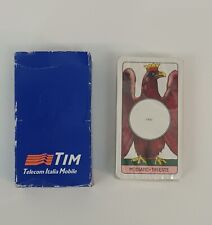 TIM
Telecom Italia Mobile
MODIANO - TRIESTE